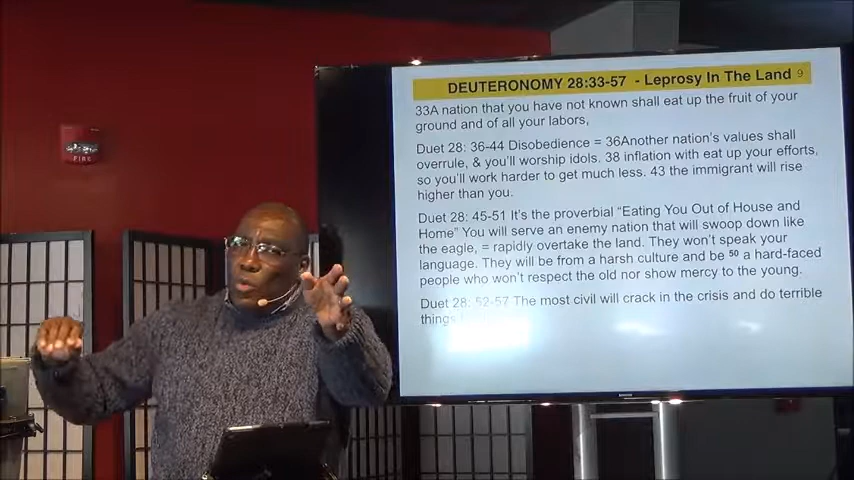 DEUTERONOMY 28:33-57 - Leprosy In The Land 9
33A nation that you have not known shall eat up the fruit of your
ground and of all your labors,
Duet 28: 36-44 Disobedience = 36Another nation's values shall
overrule, & you'll worship idols. 38 inflation with eat up your efforts,
so you'll work harder to get much less. 43 the immigrant will rise
higher than you.
Duet 28: 45-51 It's the proverbial "Eating You Out of House and
Home" You will serve an enemy nation that will swoop down like
the eagle, = rapidly overtake the land. They won't speak your
language. They will be from a harsh culture and be 50 a hard-faced
people who won't respect the old nor show mercy to the young.
Duet 28: 52-57 The most civil will crack in the crisis and do terrible
things
FIRE